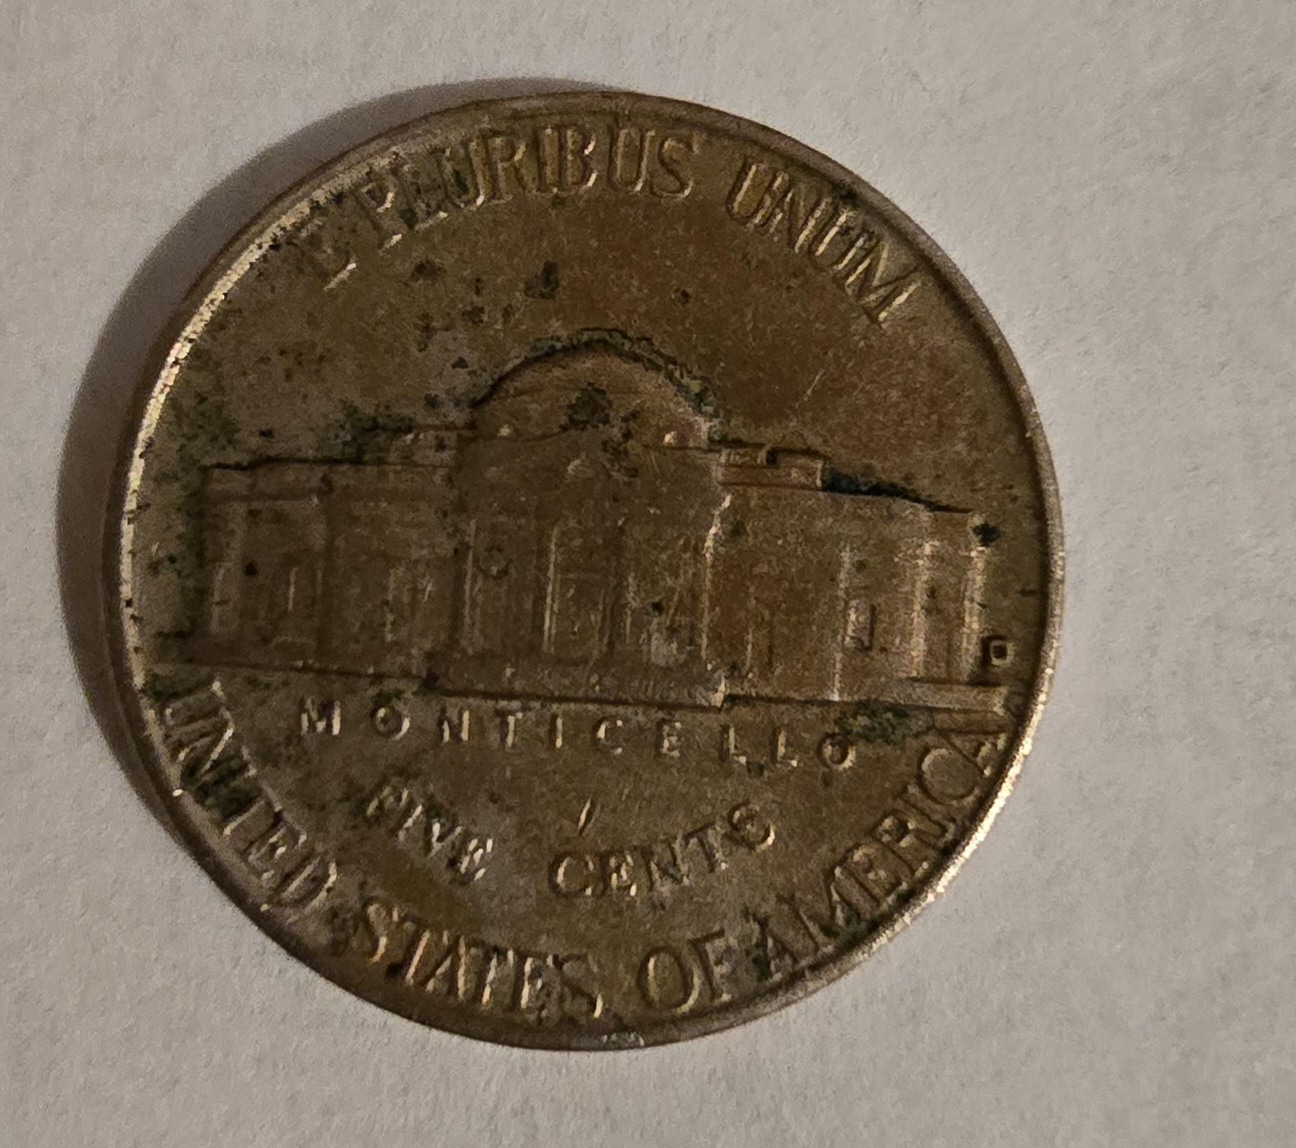 E PLURIBUS UNUM
D
MONTICELLO
FIVE CENTS
UNITED STATES OF AMERICA